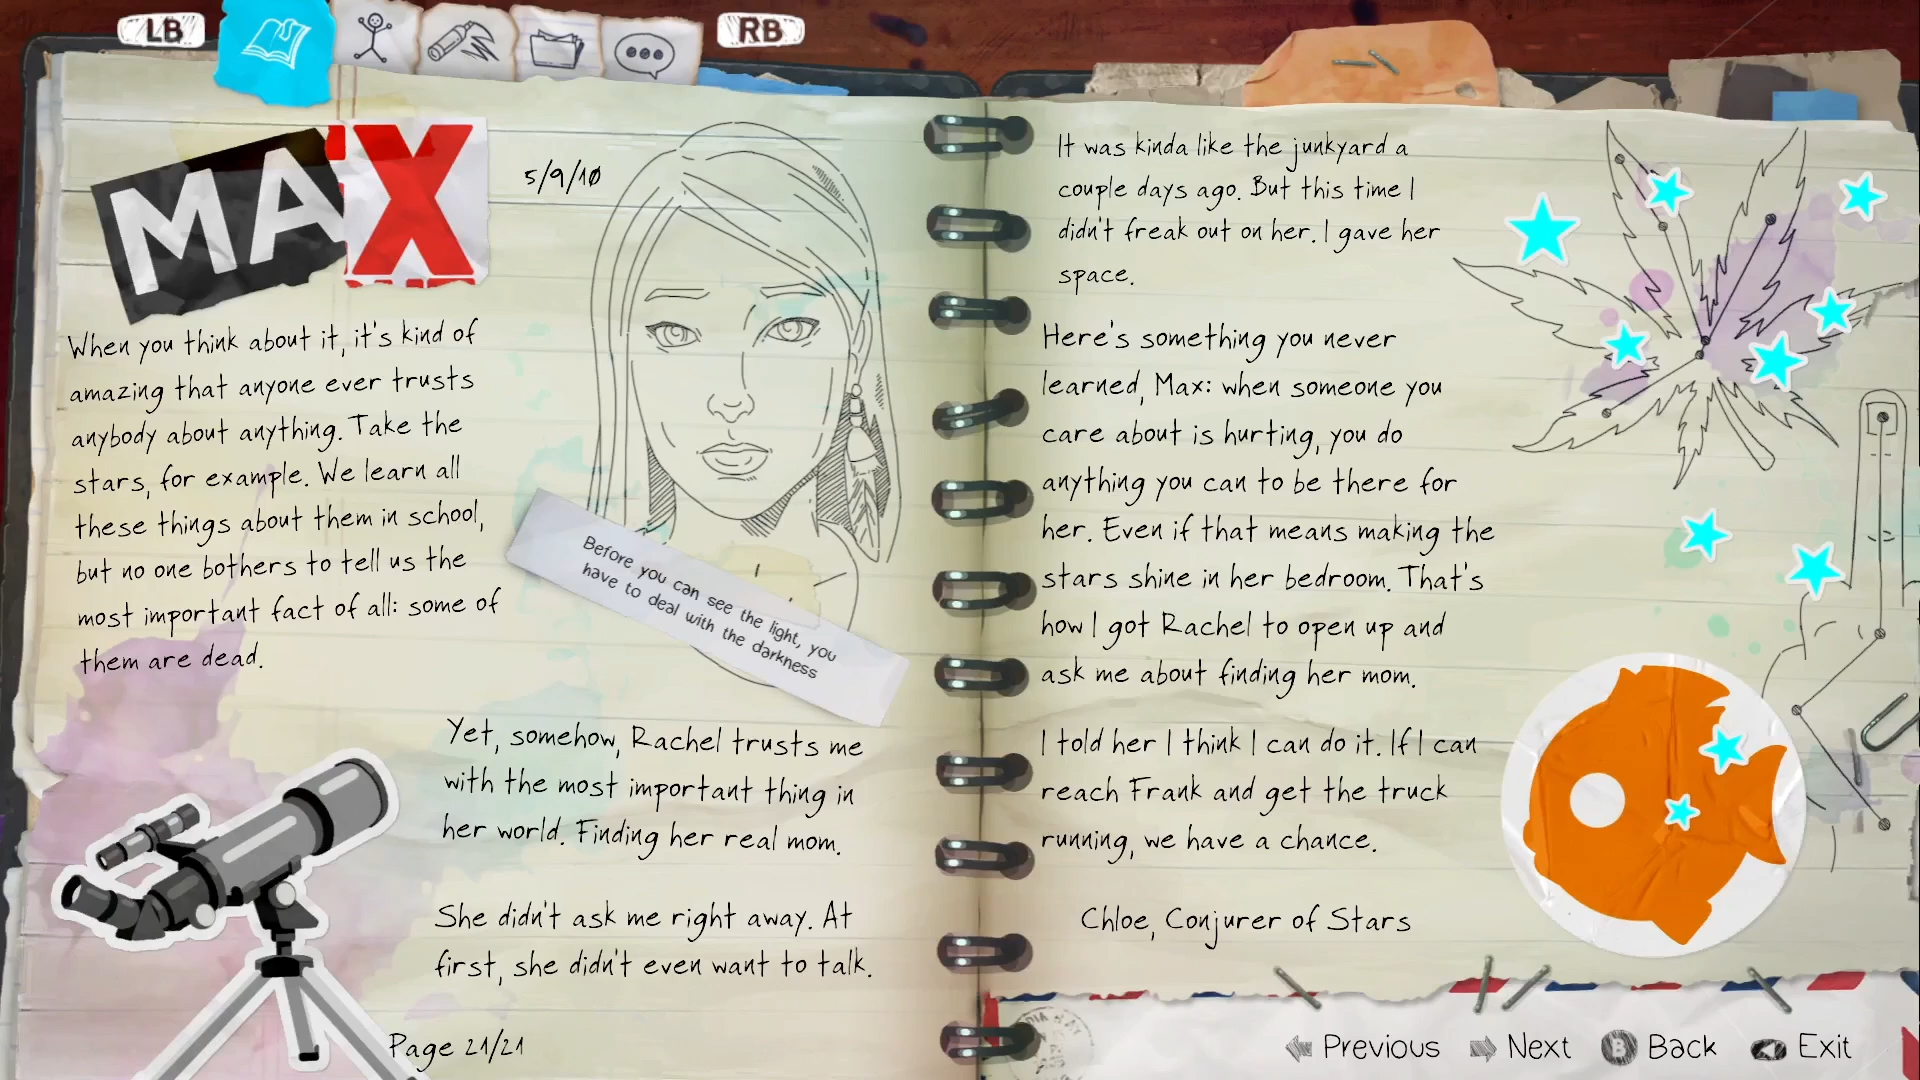 LB
RB
MAX
5/9/10
When you think about it, it's kind of
amazing that anyone ever trusts
anybody about anything. Take the
stars, for example. We learn all
these things about them in school,
but no one bothers to tell us the
most important fact of all: some of
them are dead.
Before you can see the light, you
have to deal with the darkness
Yet, somehow, Rachel trusts me
with the most important thing in
her world. Finding her real mom.
She didn't ask me right away. At
first, she didn't even want to talk.
Page 21/21
It was kinda like the junkyard a
couple days ago. But this time I
didn't freak out on her. I gave her
space.
Here's something you never
learned, Max: when someone you
care about is hurting, you do
anything you can to be there for
her. Even if that means making the
stars shine in her bedroom. That's
how I got Rachel to open up and
ask me about finding her mom.
I told her I think I can do it. If I can
reach Frank and get the truck
running, we have a chance.
Chloe, Conjurer of Stars
Previous
Next
B
Back
Exit